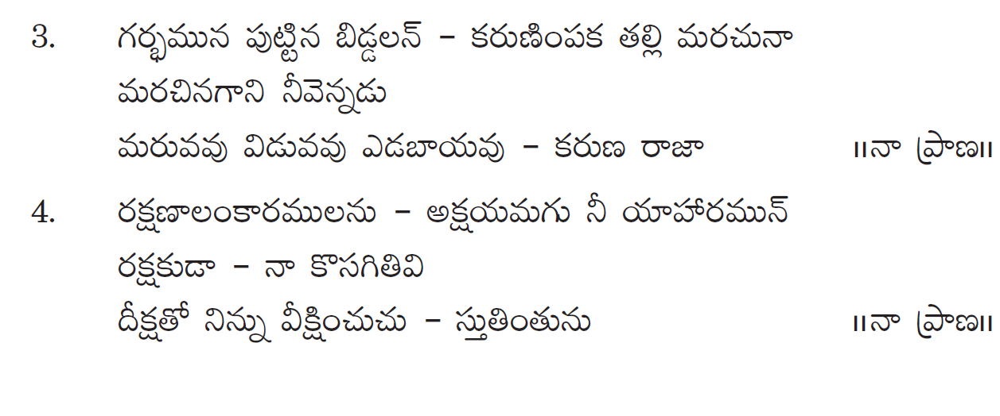 3. గర్భమున పుట్టిన బిడ్డలన్ – కరుణింపక తల్లి మరచునా
మరచినగాని నీవెన్నడు
మరువవు విడువవు ఎడబాయవు – కరుణ రాజా ॥నా ప్రాణ॥
4. రక్షణాలంకారములను – అక్షయమగు నీ యాహారమున్
రక్షకుడా – నా కొసగితివి
దీక్షతో నిన్ను వీక్షించుచు – స్తుతింతును ॥నా ప్రాణ॥